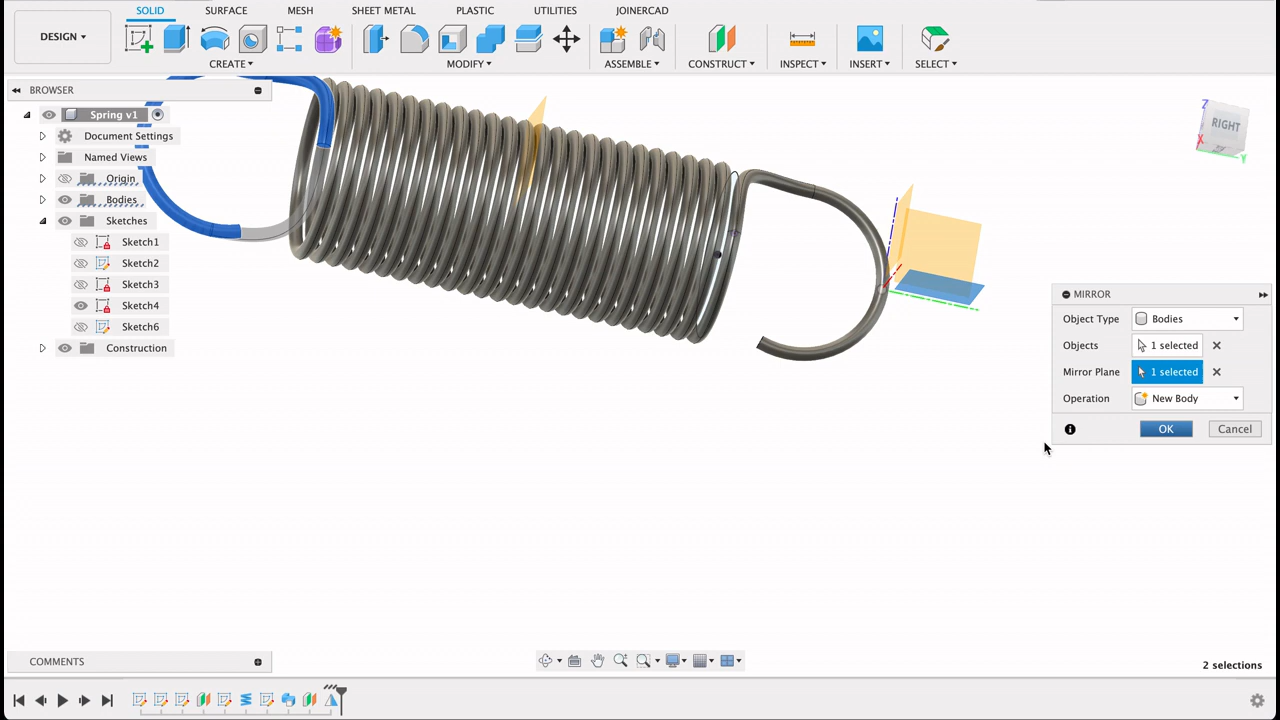 SOLID SURFACE MESH SHEET METAL PLASTIC UTILITIES JOINERCAD
DESIGN
CREATE MODIFY ASSEMBLE CONSTRUCT INSPECT INSERT SELECT
BROWSER
Spring v1
Document Settings
Named Views
Origin
Bodies
Sketches
Sketch1
Sketch2
Sketch3
Sketch4
Sketch6
Construction
Z
RIGHT
X
Y
MIRROR
Object Type Bodies
Objects 1 selected
Mirror Plane 1 selected
Operation New Body
OK Cancel
COMMENTS
2 selections